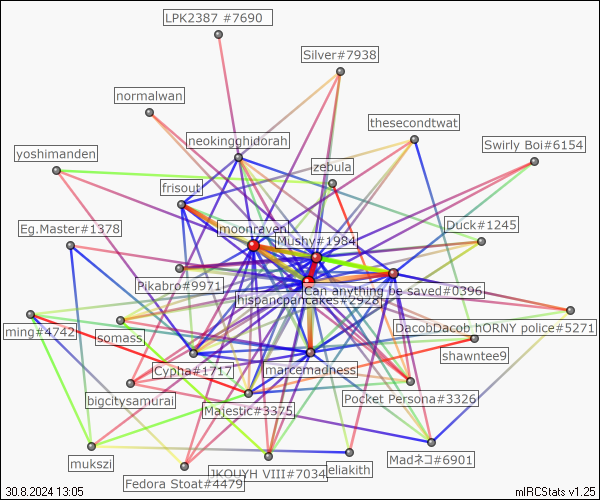 LPK2387 #7690
Silver#7938
normalwan
thesecondtwat
neokingghidorah
Swirly Boi#6154
yoshimanden
zebula
frisout
Eg.Master#1378
moonraven
Duck#1245
Mushy#1984
Pikabro#9971
Can anything be saved#0396
hispancpancakes#2928
ming#4742
somass
DacobDacob hORNY police#5271
shawntee9
Cypha#1717
marcemadness
bigcitysamurai
Majestic#3375
Pocket Persona#3326
mukszi
Madネコ#6901
eliakith
JKOUYH VIII#7034
Fedora Stoat#4479
30.8.2024 13:05
mIRCStats v1.25